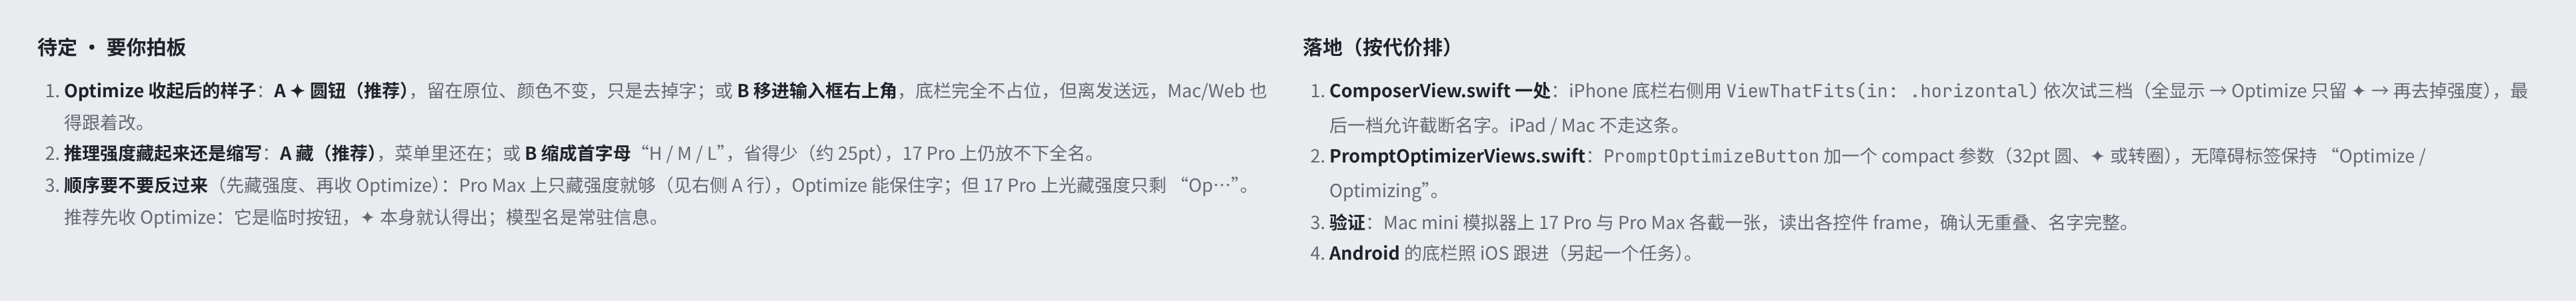 待定 · 要你拍板
1. Optimize 收起后的样子：A ✦ 圆钮（推荐），留在原位、颜色不变，只是去掉字；或 B 移进输入框右上角，底栏完全不占位，但离发送远，Mac/Web 也
得跟着改。
2. 推理强度藏起来还是缩写：A 藏（推荐），菜单里还在；或 B 缩成首字母“H / M / L”，省得少（约 25pt），17 Pro 上仍放不下全名。
3. 顺序要不要反过来（先藏强度、再收 Optimize）：Pro Max 上只藏强度就够（见右侧 A 行），Optimize 能保住字；但 17 Pro 上光藏强度只剩 “Op…”。
推荐先收 Optimize：它是临时按钮，✦ 本身就认得出；模型名是常驻信息。
落地（按代价排）
1. ComposerView.swift 一处：iPhone 底栏右侧用 ViewThatFits(in: .horizontal) 依次试三档（全显示 → Optimize 只留 ✦ → 再去掉强度），最
后一档允许截断名字。iPad / Mac 不走这条。
2. PromptOptimizerViews.swift：PromptOptimizeButton 加一个 compact 参数（32pt 圆、✦ 或转圈），无障碍标签保持 “Optimize /
Optimizing”。
3. 验证：Mac mini 模拟器上 17 Pro 与 Pro Max 各截一张，读出各控件 frame，确认无重叠、名字完整。
4. Android 的底栏照 iOS 跟进（另起一个任务）。